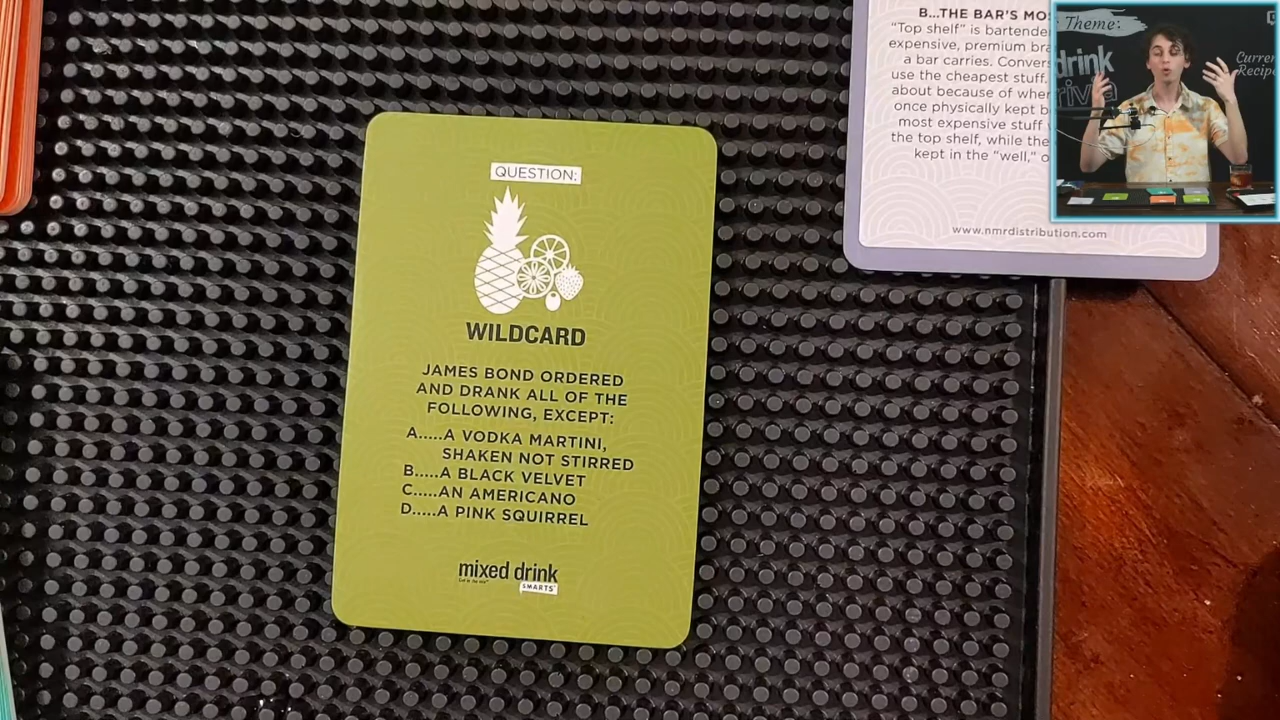 QUESTION:
WILDCARD
JAMES BOND ORDERED
AND DRANK ALL OF THE
FOLLOWING, EXCEPT:
A.....A VODKA MARTINI,
SHAKEN NOT STIRRED
B.....A BLACK VELVET
C.....AN AMERICANO
D.....A PINK SQUIRREL
mixed drink
SMARTS
B...THE BAR'S MO
"Top shelf" is bartende
expensive, premium bra
a bar carries. Convers
use the cheapest stuff.
about because of wher
once physically kept b
most expensive stuff
the top shelf, while the
kept in the "well," o
www.nmrdistribution.com
Theme:
drink
rivia
Curren
Recipe